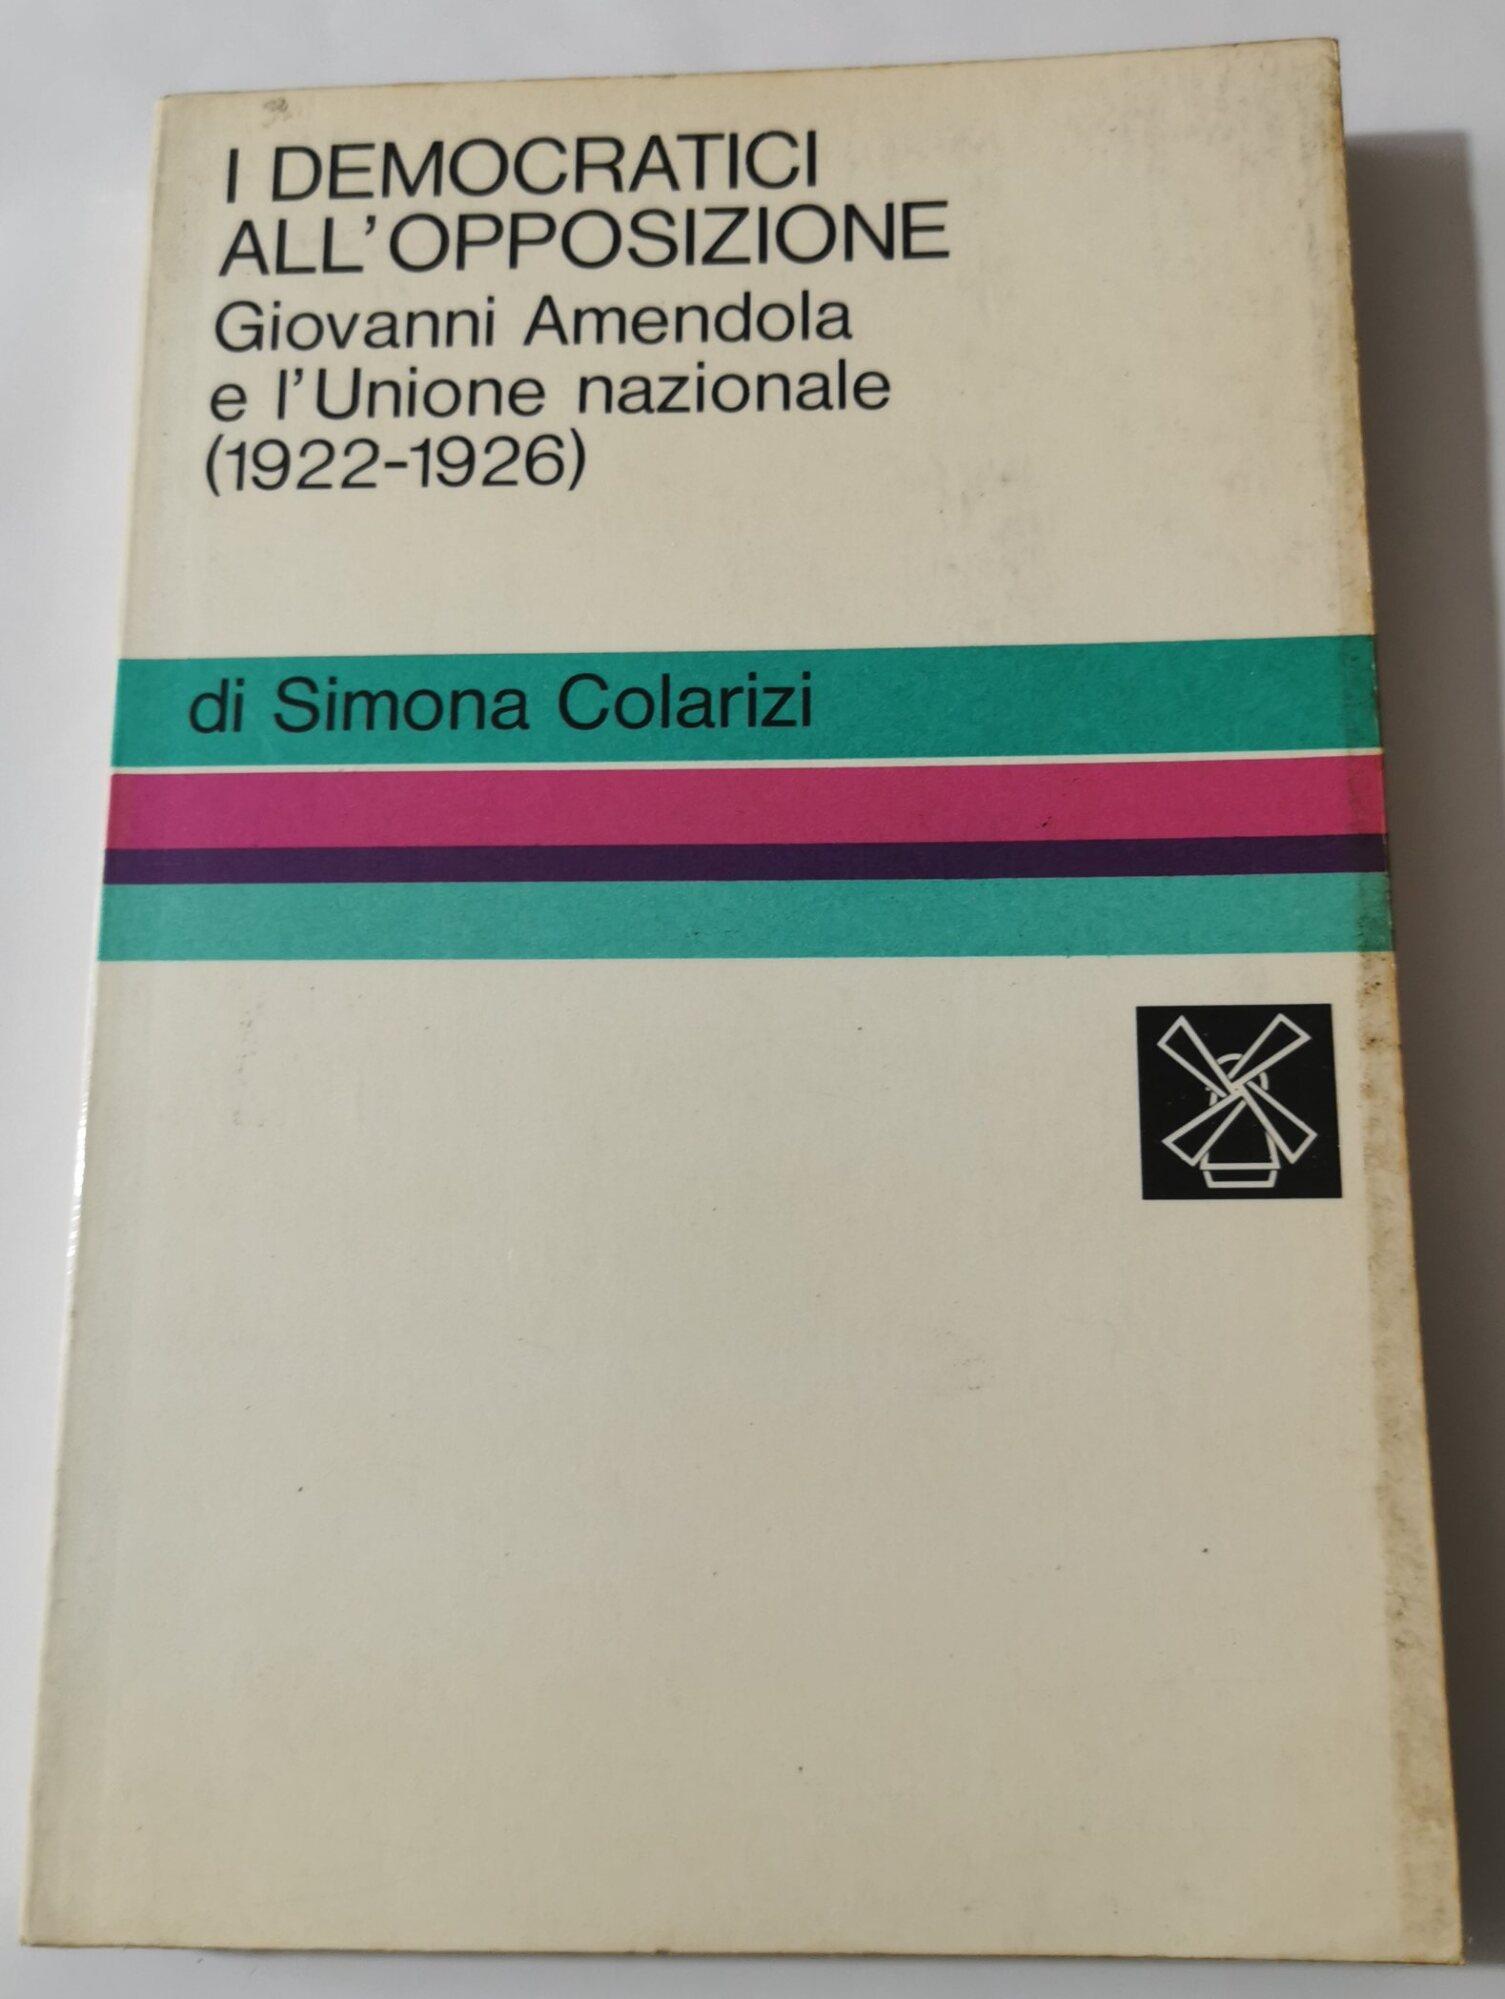 I DEMOCRATICI
ALL'OPPOSIZIONE
Giovanni Amendola
e l'Unione nazionale
(1922-1926)
di Simona Colarizi